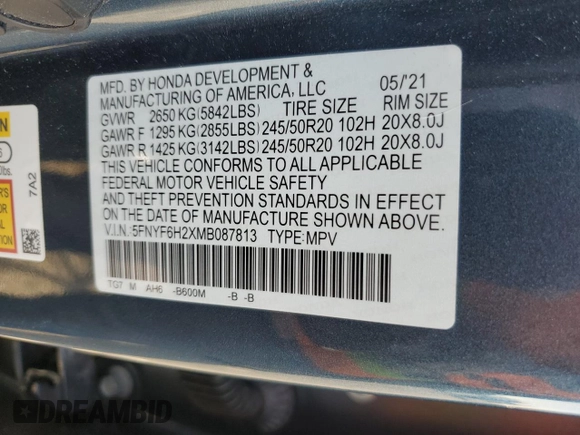 MFD. BY HONDA DEVELOPMENT &
MANUFACTURING OF AMERICA, LLC 05/'21
GVWR 2650 KG(5842LBS) TIRE SIZE RIM SIZE
GAWR F 1295 KG(2855LBS) 245/50R20 102H 20X8.0J
GAWR R 1425 KG(3142LBS) 245/50R20 102H 20X8.0J
THIS VEHICLE CONFORMS TO ALL APPLICABLE
FEDERAL MOTOR VEHICLE SAFETY
AND THEFT PREVENTION STANDARDS IN EFFECT
ON THE DATE OF MANUFACTURE SHOWN ABOVE.
V.I.N.:5FNYF6H2XMB087813 TYPE:MPV
TG7 M AH6 -B600M -B -B
7A2
DREAMBID